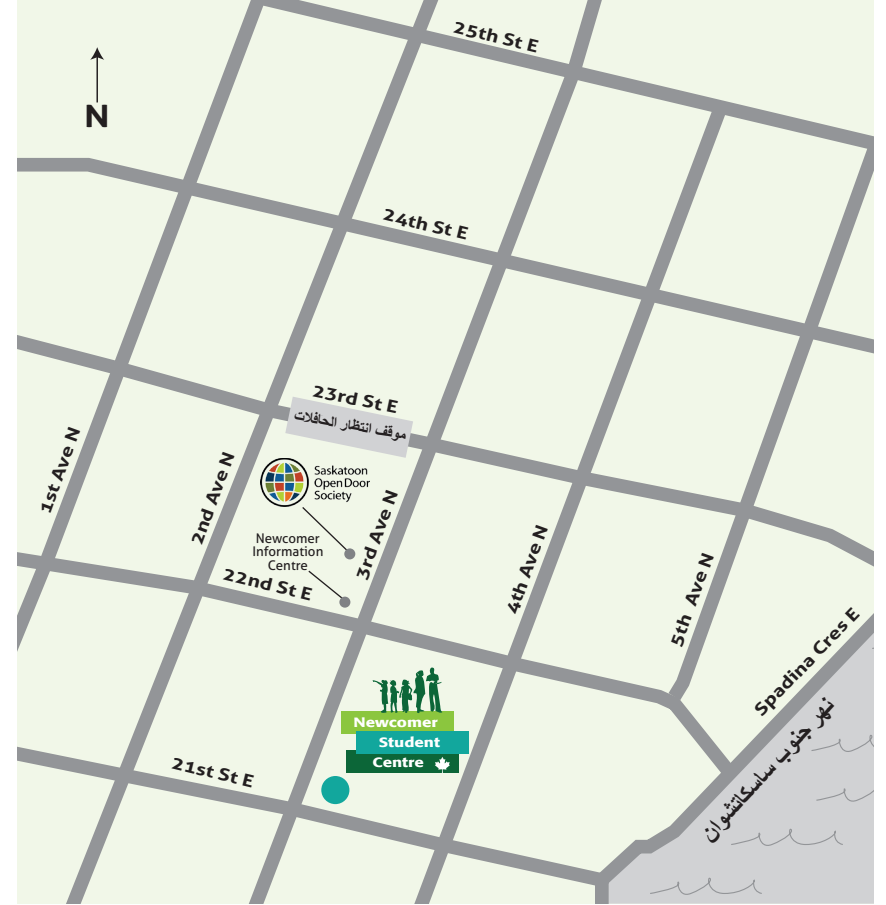 25th St E
N
24th St E
23rd St E
موقف انتظار الحافلات
1st Ave N
2nd Ave N
Saskatoon
Open Door
Society
3rd Ave N
Newcomer
Information
Centre
22nd St E
4th Ave N
5th Ave N
Spadina Cres E
نهر جنوب ساسكاتشوان
Newcomer
Student
Centre
21st St E